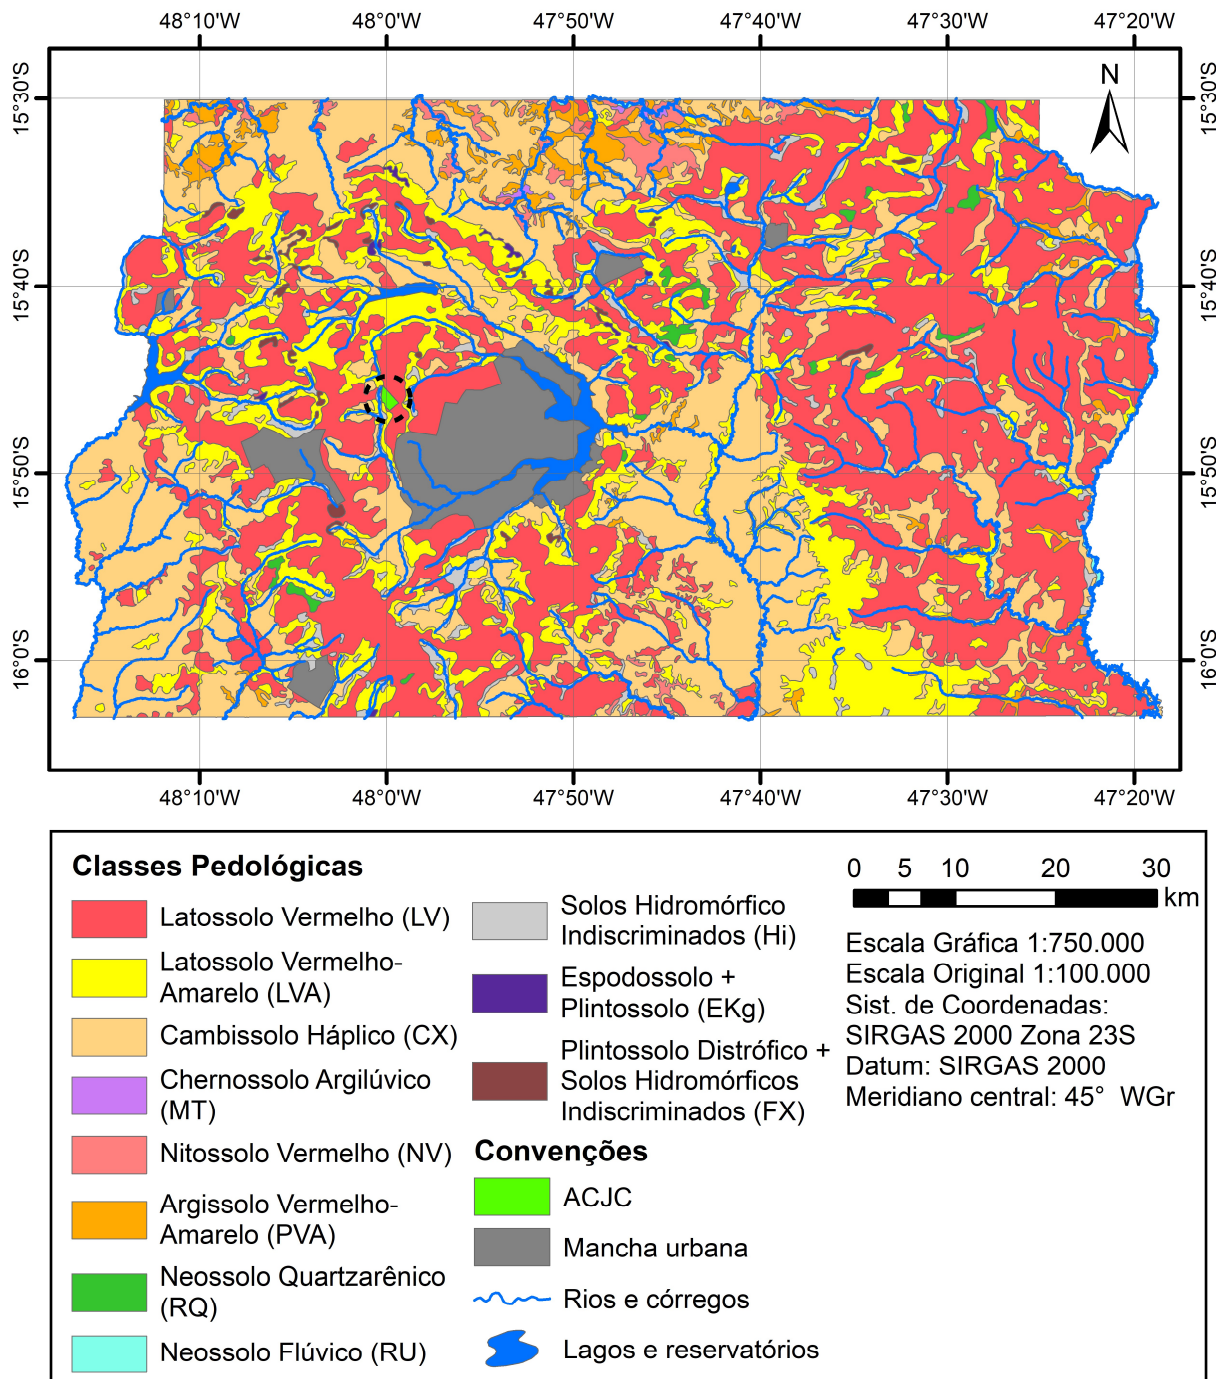 48°10'W 48°0'W 47°50'W 47°40'W 47°30'W 47°20'W
N
15°30'S 15°30'S
15°40'S 15°40'S
15°50'S 15°50'S
16°0'S 16°0'S
48°10'W 48°0'W 47°50'W 47°40'W 47°30'W 47°20'W
Classes Pedológicas
Latossolo Vermelho (LV)
Latossolo Vermelho-
Amarelo (LVA)
Cambissolo Háplico (CX)
Chernossolo Argilúvico
(MT)
Nitossolo Vermelho (NV)
Argissolo Vermelho-
Amarelo (PVA)
Neossolo Quartzarênico
(RQ)
Neossolo Flúvico (RU)
Solos Hidromórfico
Indiscriminados (Hi)
Espodossolo +
Plintossolo (EKg)
Plintossolo Distrófico +
Solos Hidromórficos
Indiscriminados (FX)
Convenções
ACJC
Mancha urbana
Rios e córregos
Lagos e reservatórios
0 5 10 20 30
km
Escala Gráfica 1:750.000
Escala Original 1:100.000
Sist. de Coordenadas:
SIRGAS 2000 Zona 23S
Datum: SIRGAS 2000
Meridiano central: 45° WGr